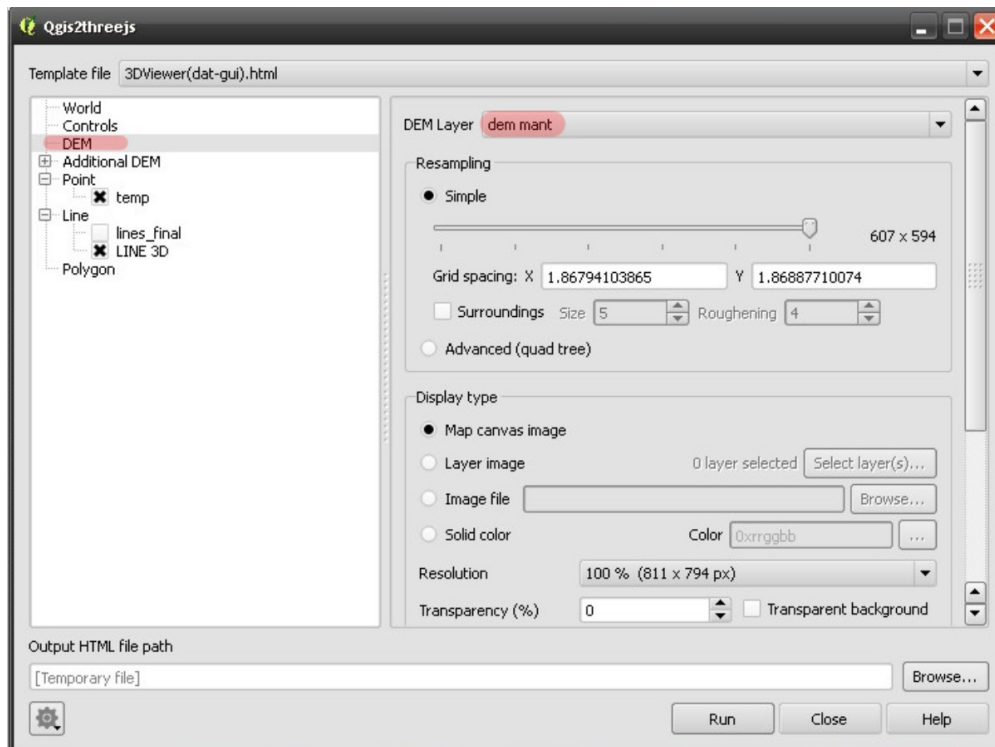 Qgis2threejs
Template file 3DViewer(dat-gui).html
World
Controls
DEM
Additional DEM
Point
temp
Line
lines_final
LINE 3D
Polygon
DEM Layer dem mant
Resampling
Simple
607 x 594
Grid spacing: X 1.86794103865 Y 1.86887710074
Surroundings Size 5 Roughening 4
Advanced (quad tree)
Display type
Map canvas image
Layer image 0 layer selected Select layer(s)...
Image file Browse...
Solid color Color 0xrrggbb ...
Resolution 100 % (811 x 794 px)
Transparency (%) 0 Transparent background
Output HTML file path
[Temporary file] Browse...
Run Close Help